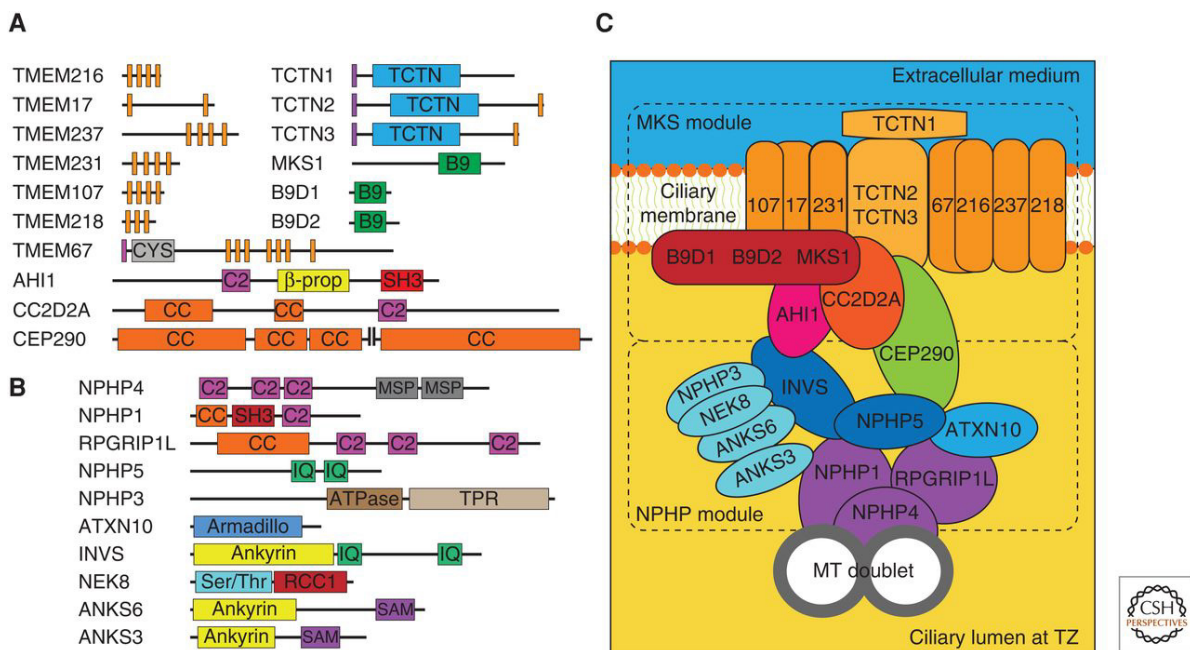 A
TMEM216
TMEM17
TMEM237
TMEM231
TMEM107
TMEM218
TMEM67 CYS
TCTN1 TCTN
TCTN2 TCTN
TCTN3 TCTN
MKS1 B9
B9D1 B9
B9D2 B9
AHI1 C2 β-prop SH3
CC2D2A CC CC C2
CEP290 CC CC CC CC
B
NPHP4 C2 C2 C2 MSP MSP
NPHP1 CC SH3 C2
RPGRIP1L CC C2 C2 C2
NPHP5 IQ IQ
NPHP3 ATPase TPR
ATXN10 Armadillo
INVS Ankyrin IQ IQ
NEK8 Ser/Thr RCC1
ANKS6 Ankyrin SAM
ANKS3 Ankyrin SAM
C
Extracellular medium
MKS module
TCTN1
Ciliary
membrane
107 17 231
TCTN2
TCTN3
67 216 237 218
B9D1 B9D2 MKS1
CC2D2A
AHI1
CEP290
INVS
NPHP3
NEK8
ANKS6
ANKS3
NPHP5
ATXN10
NPHP1
RPGRIP1L
NPHP4
NPHP module
MT doublet
Ciliary lumen at TZ
CSH
PERSPECTIVES